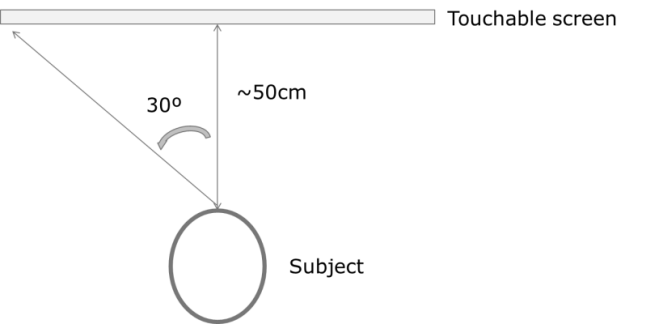 Touchable screen
~50cm
30º
Subject